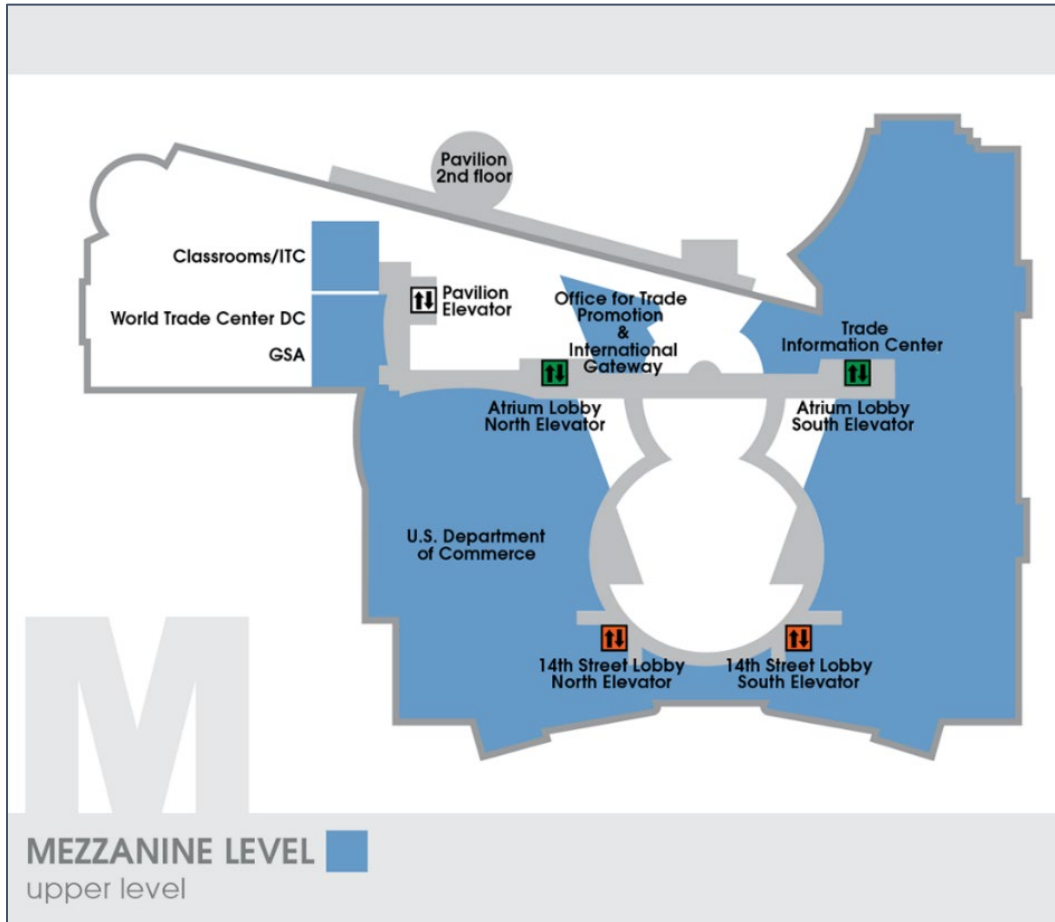 Pavilion
2nd floor
Classrooms/ITC
World Trade Center DC
GSA
Pavilion
Elevator
Office for Trade
Promotion
&
International
Gateway
Trade
Information Center
Atrium Lobby
North Elevator
Atrium Lobby
South Elevator
U.S. Department
of Commerce
14th Street Lobby
North Elevator
14th Street Lobby
South Elevator
M
MEZZANINE LEVEL
upper level